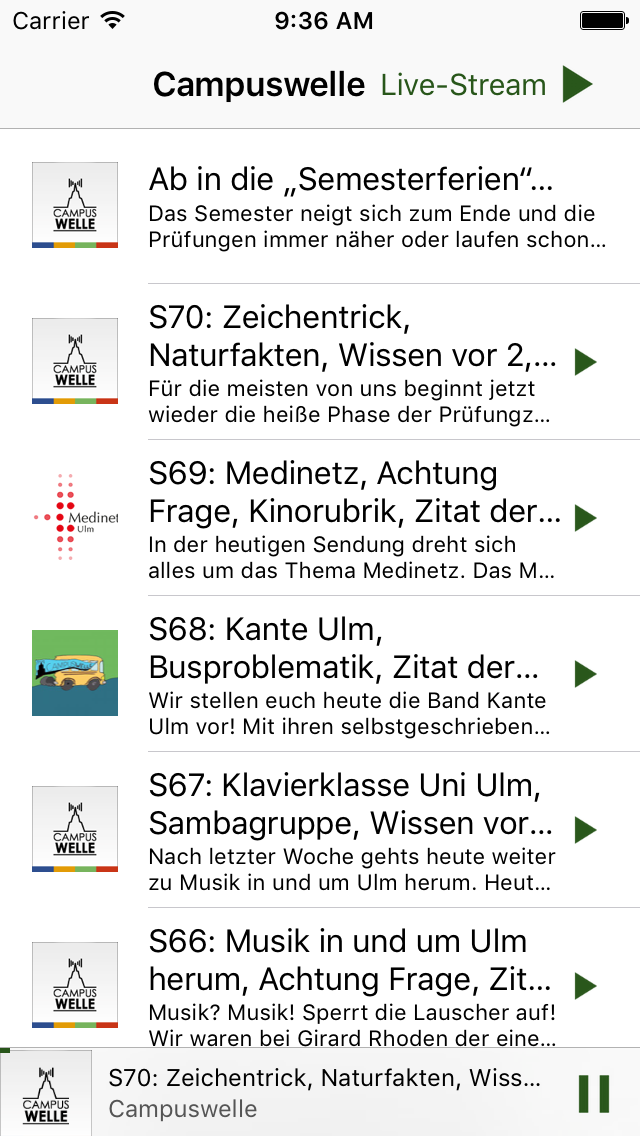 Carrier 9:36 AM
Campuswelle Live-Stream
CAMPUS
WELLE
Ab in die „Semesterferien“...
Das Semester neigt sich zum Ende und die
Prüfungen immer näher oder laufen schon...
CAMPUS
WELLE
S70: Zeichentrick,
Naturfakten, Wissen vor 2,...
Für die meisten von uns beginnt jetzt
wieder die heiße Phase der Prüfungz...
Medinet
Ulm
S69: Medinetz, Achtung
Frage, Kinorubrik, Zitat der...
In der heutigen Sendung dreht sich
alles um das Thema Medinetz. Das M...
S68: Kante Ulm,
Busproblematik, Zitat der...
Wir stellen euch heute die Band Kante
Ulm vor! Mit ihren selbstgeschrieben...
CAMPUS
WELLE
S67: Klavierklasse Uni Ulm,
Sambagruppe, Wissen vor...
Nach letzter Woche gehts heute weiter
zu Musik in und um Ulm herum. Heut...
CAMPUS
WELLE
S66: Musik in und um Ulm
herum, Achtung Frage, Zit...
Musik? Musik! Sperrt die Lauscher auf!
Wir waren bei Girard Rhoden der eine...
CAMPUS
WELLE
S70: Zeichentrick, Naturfakten, Wiss...
Campuswelle